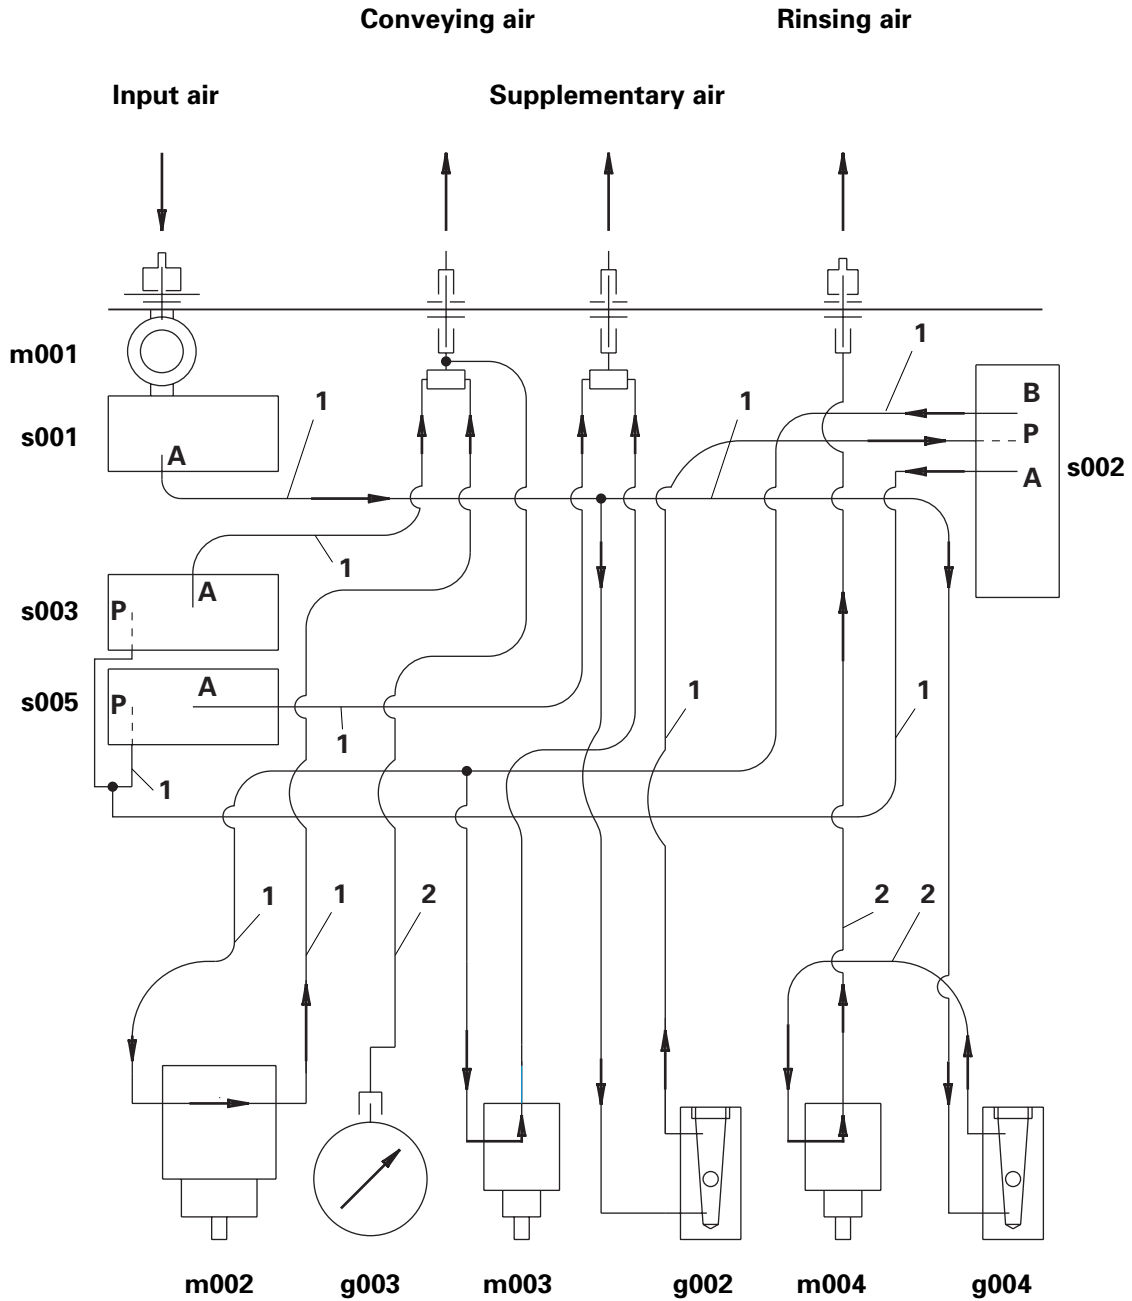 Conveying air Rinsing air
Input air Supplementary air
1
m001
B
1 1
s001 P
A s002
A
1
A
s003 P
A 1 1
s005 P
1
1
1 1 2 2 2
m002 g003 m003 g002 m004 g004